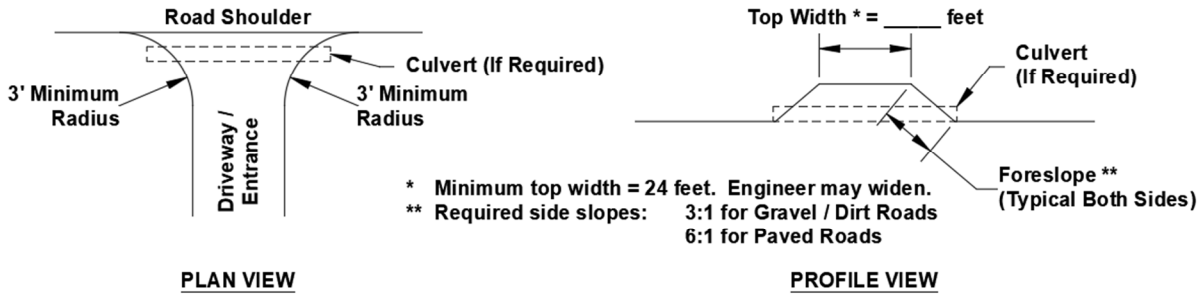 Road Shoulder
Culvert (If Required)
3' Minimum
Radius
3' Minimum
Radius
Driveway /
Entrance
PLAN VIEW
Top Width * = _____ feet
Culvert
(If Required)
Foreslope **
(Typical Both Sides)
* Minimum top width = 24 feet. Engineer may widen.
** Required side slopes: 3:1 for Gravel / Dirt Roads
6:1 for Paved Roads
PROFILE VIEW